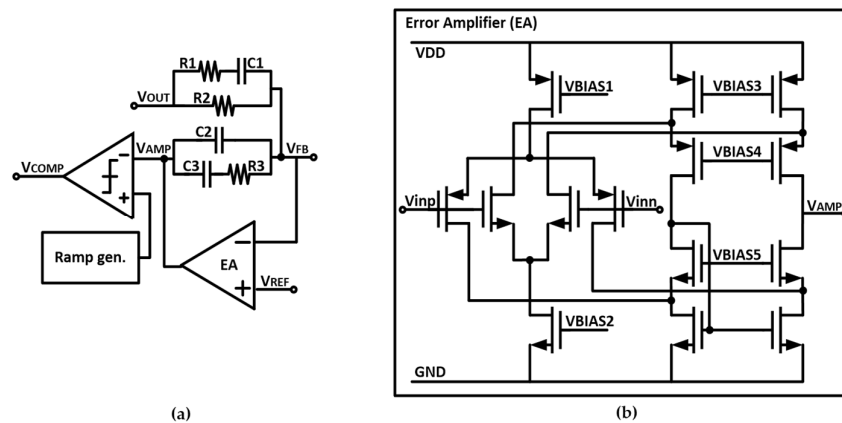 R1
C1
VOUT
R2
C2
VAMP
VFB
VCOMP
C3
R3
Ramp gen.
EA
VREF
(a)
Error Amplifier (EA)
VDD
VBIAS1
VBIAS3
VBIAS4
Vinp
Vinn
VAMP
VBIAS5
VBIAS2
GND
(b)